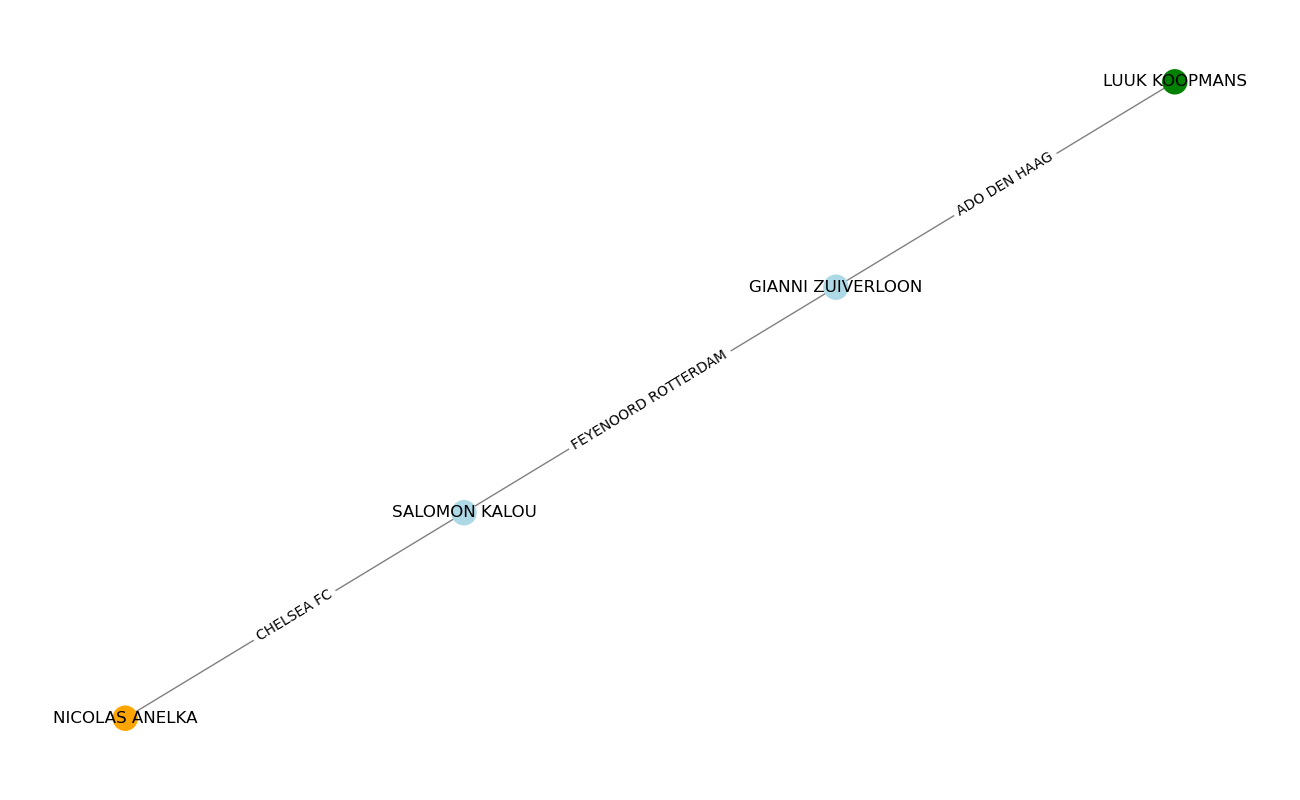 LUUK KOOPMANS
ADO DEN HAAG
GIANNI ZUIVERLOON
FEYENOORD ROTTERDAM
SALOMON KALOU
CHELSEA FC
NICOLAS ANELKA